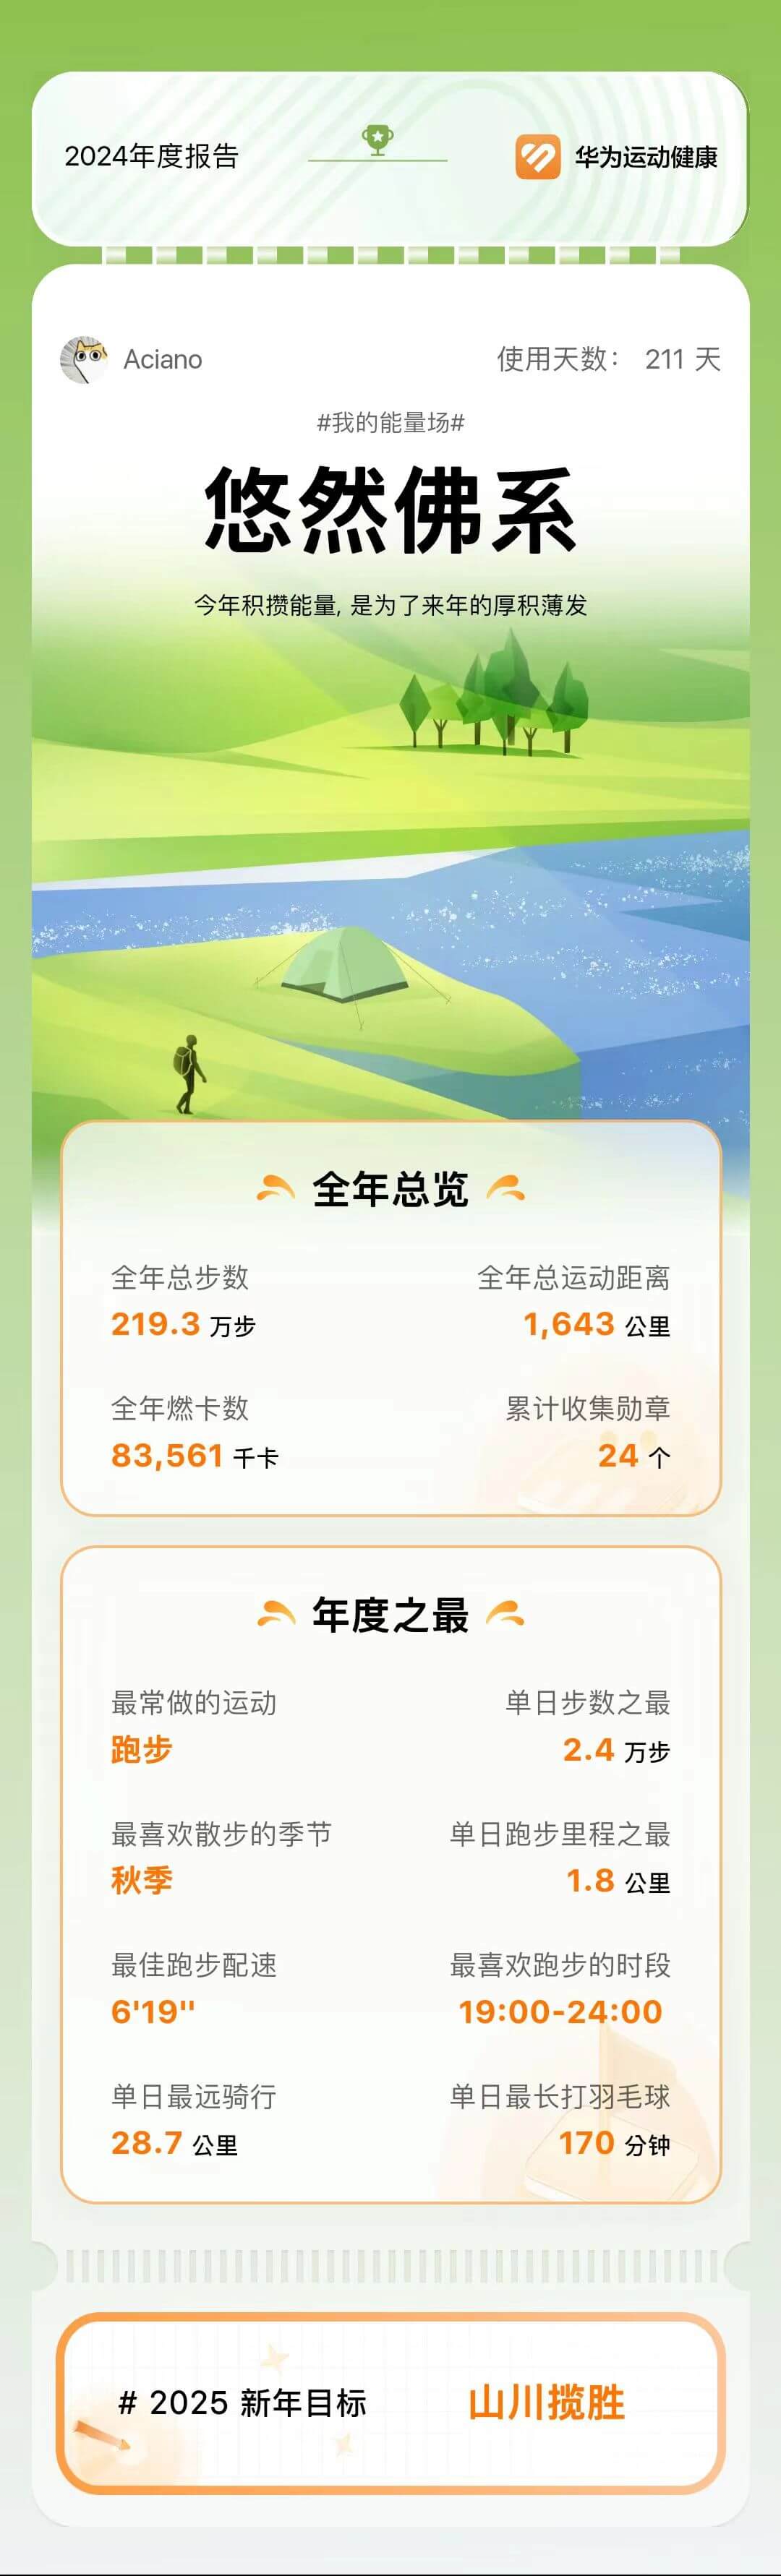 2024年度报告
华为运动健康
Aciano
使用天数： 211 天
#我的能量场#
悠然佛系
今年积攒能量, 是为了来年的厚积薄发
全年总览
全年总步数
219.3 万步
全年总运动距离
1,643 公里
全年燃卡数
83,561 千卡
累计收集勋章
24 个
年度之最
最常做的运动
跑步
单日步数之最
2.4 万步
最喜欢散步的季节
秋季
单日跑步里程之最
1.8 公里
最佳跑步配速
6'19''
最喜欢跑步的时段
19:00-24:00
单日最远骑行
28.7 公里
单日最长打羽毛球
170 分钟
# 2025 新年目标
山川揽胜